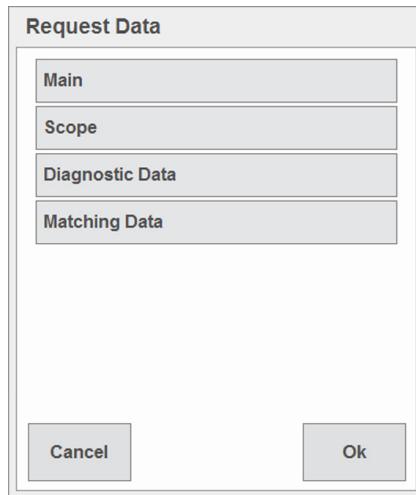 Request Data
Main
Scope
Diagnostic Data
Matching Data
Cancel
Ok